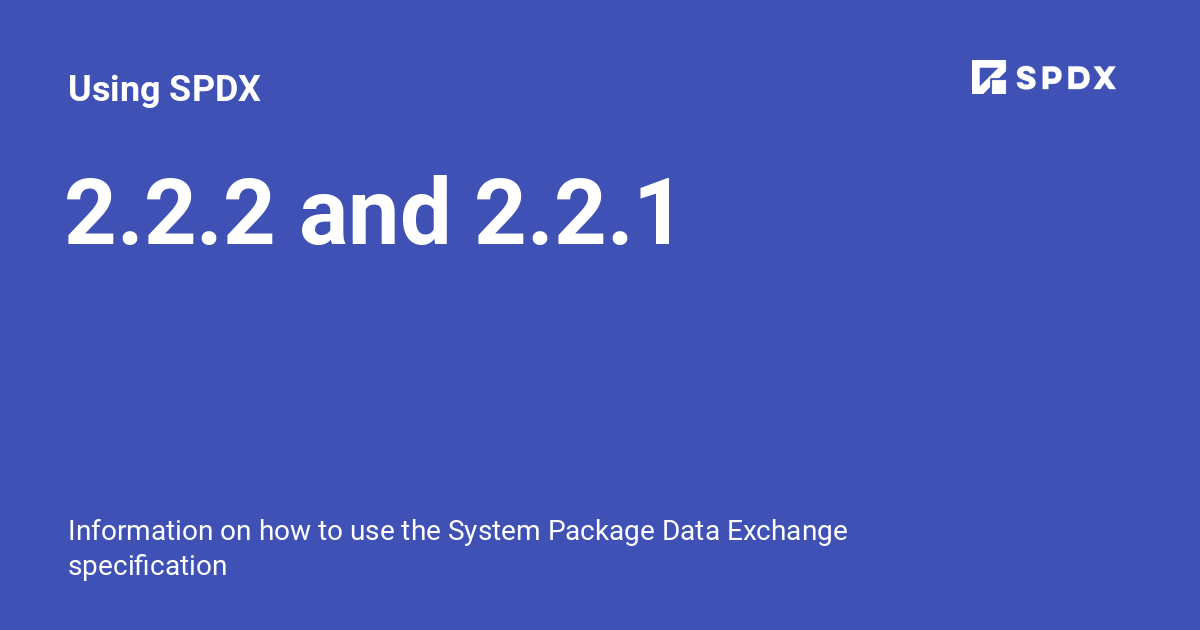 Using SPDX
SPDX
2.2.2 and 2.2.1
Information on how to use the System Package Data Exchange
specification